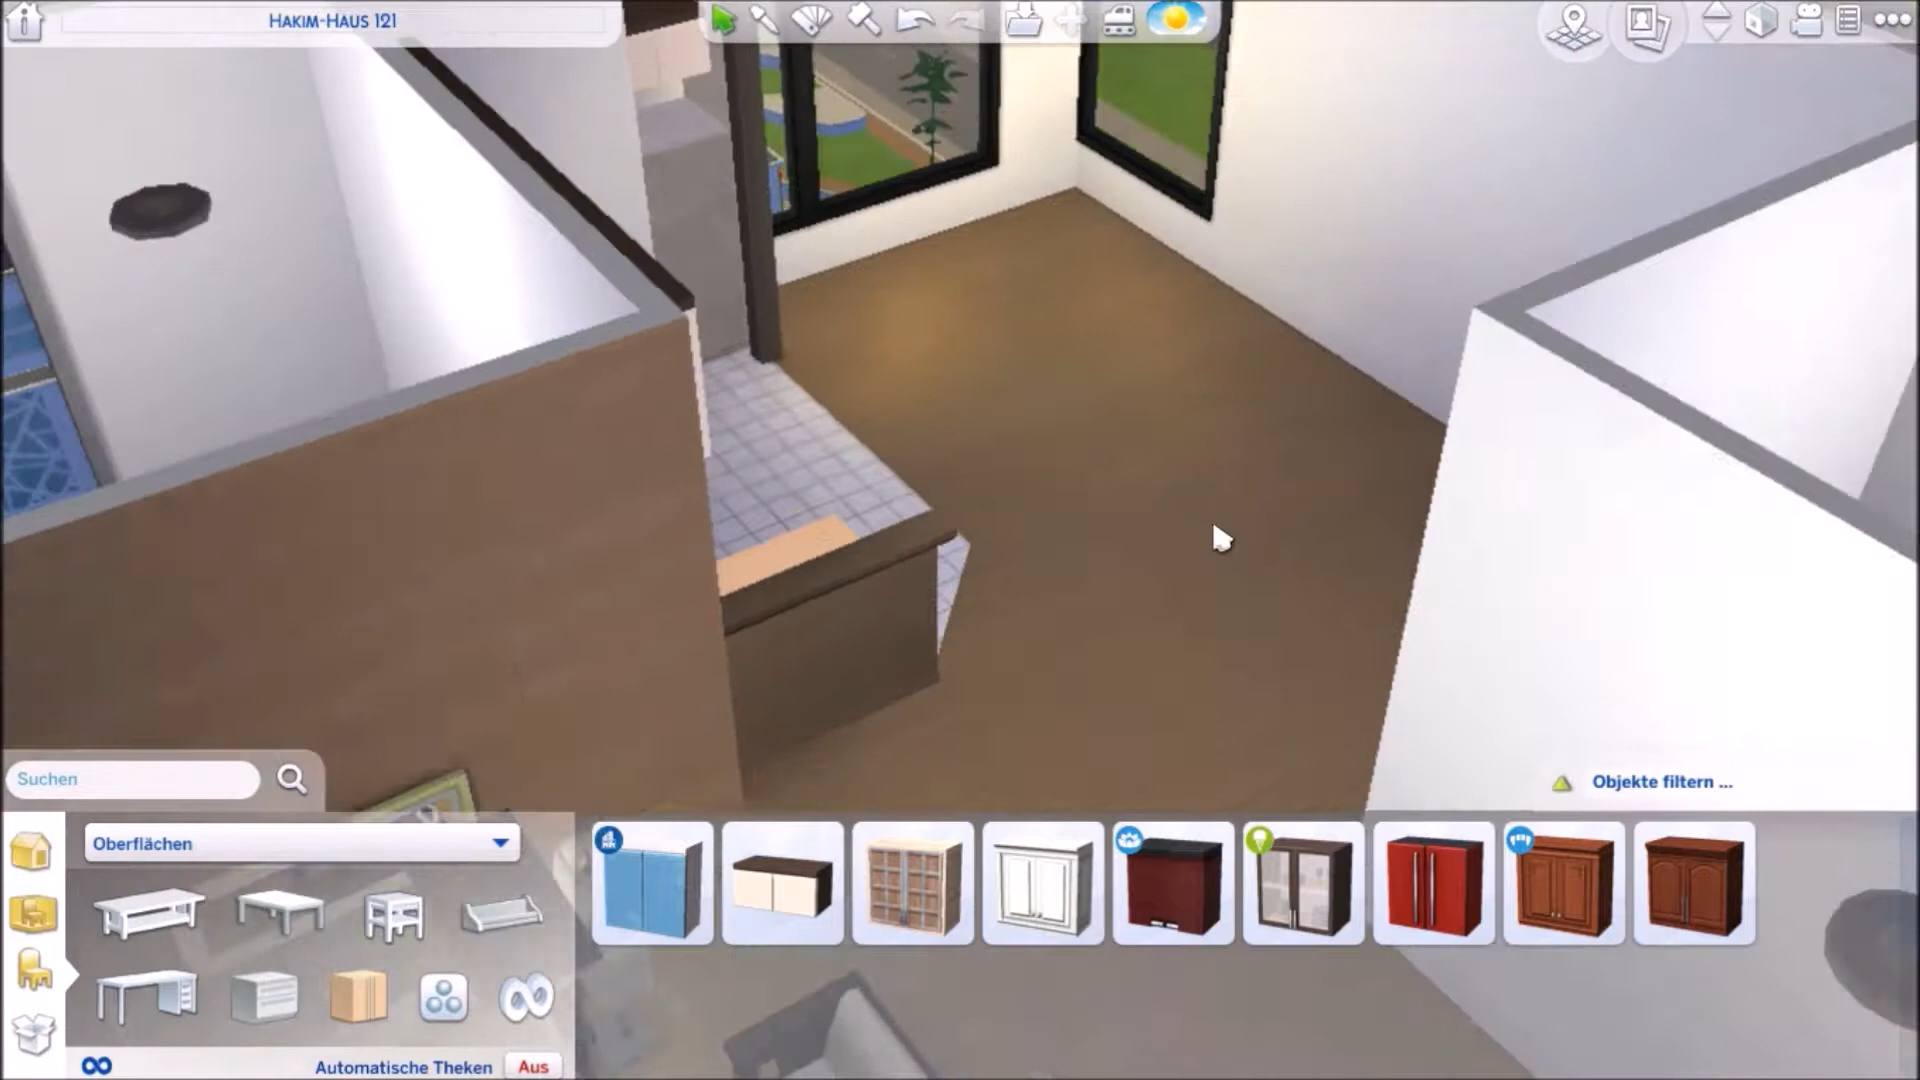 HAKIM-HAUS 121
Suchen
Objekte filtern ...
Oberflächen
Automatische Theken Aus